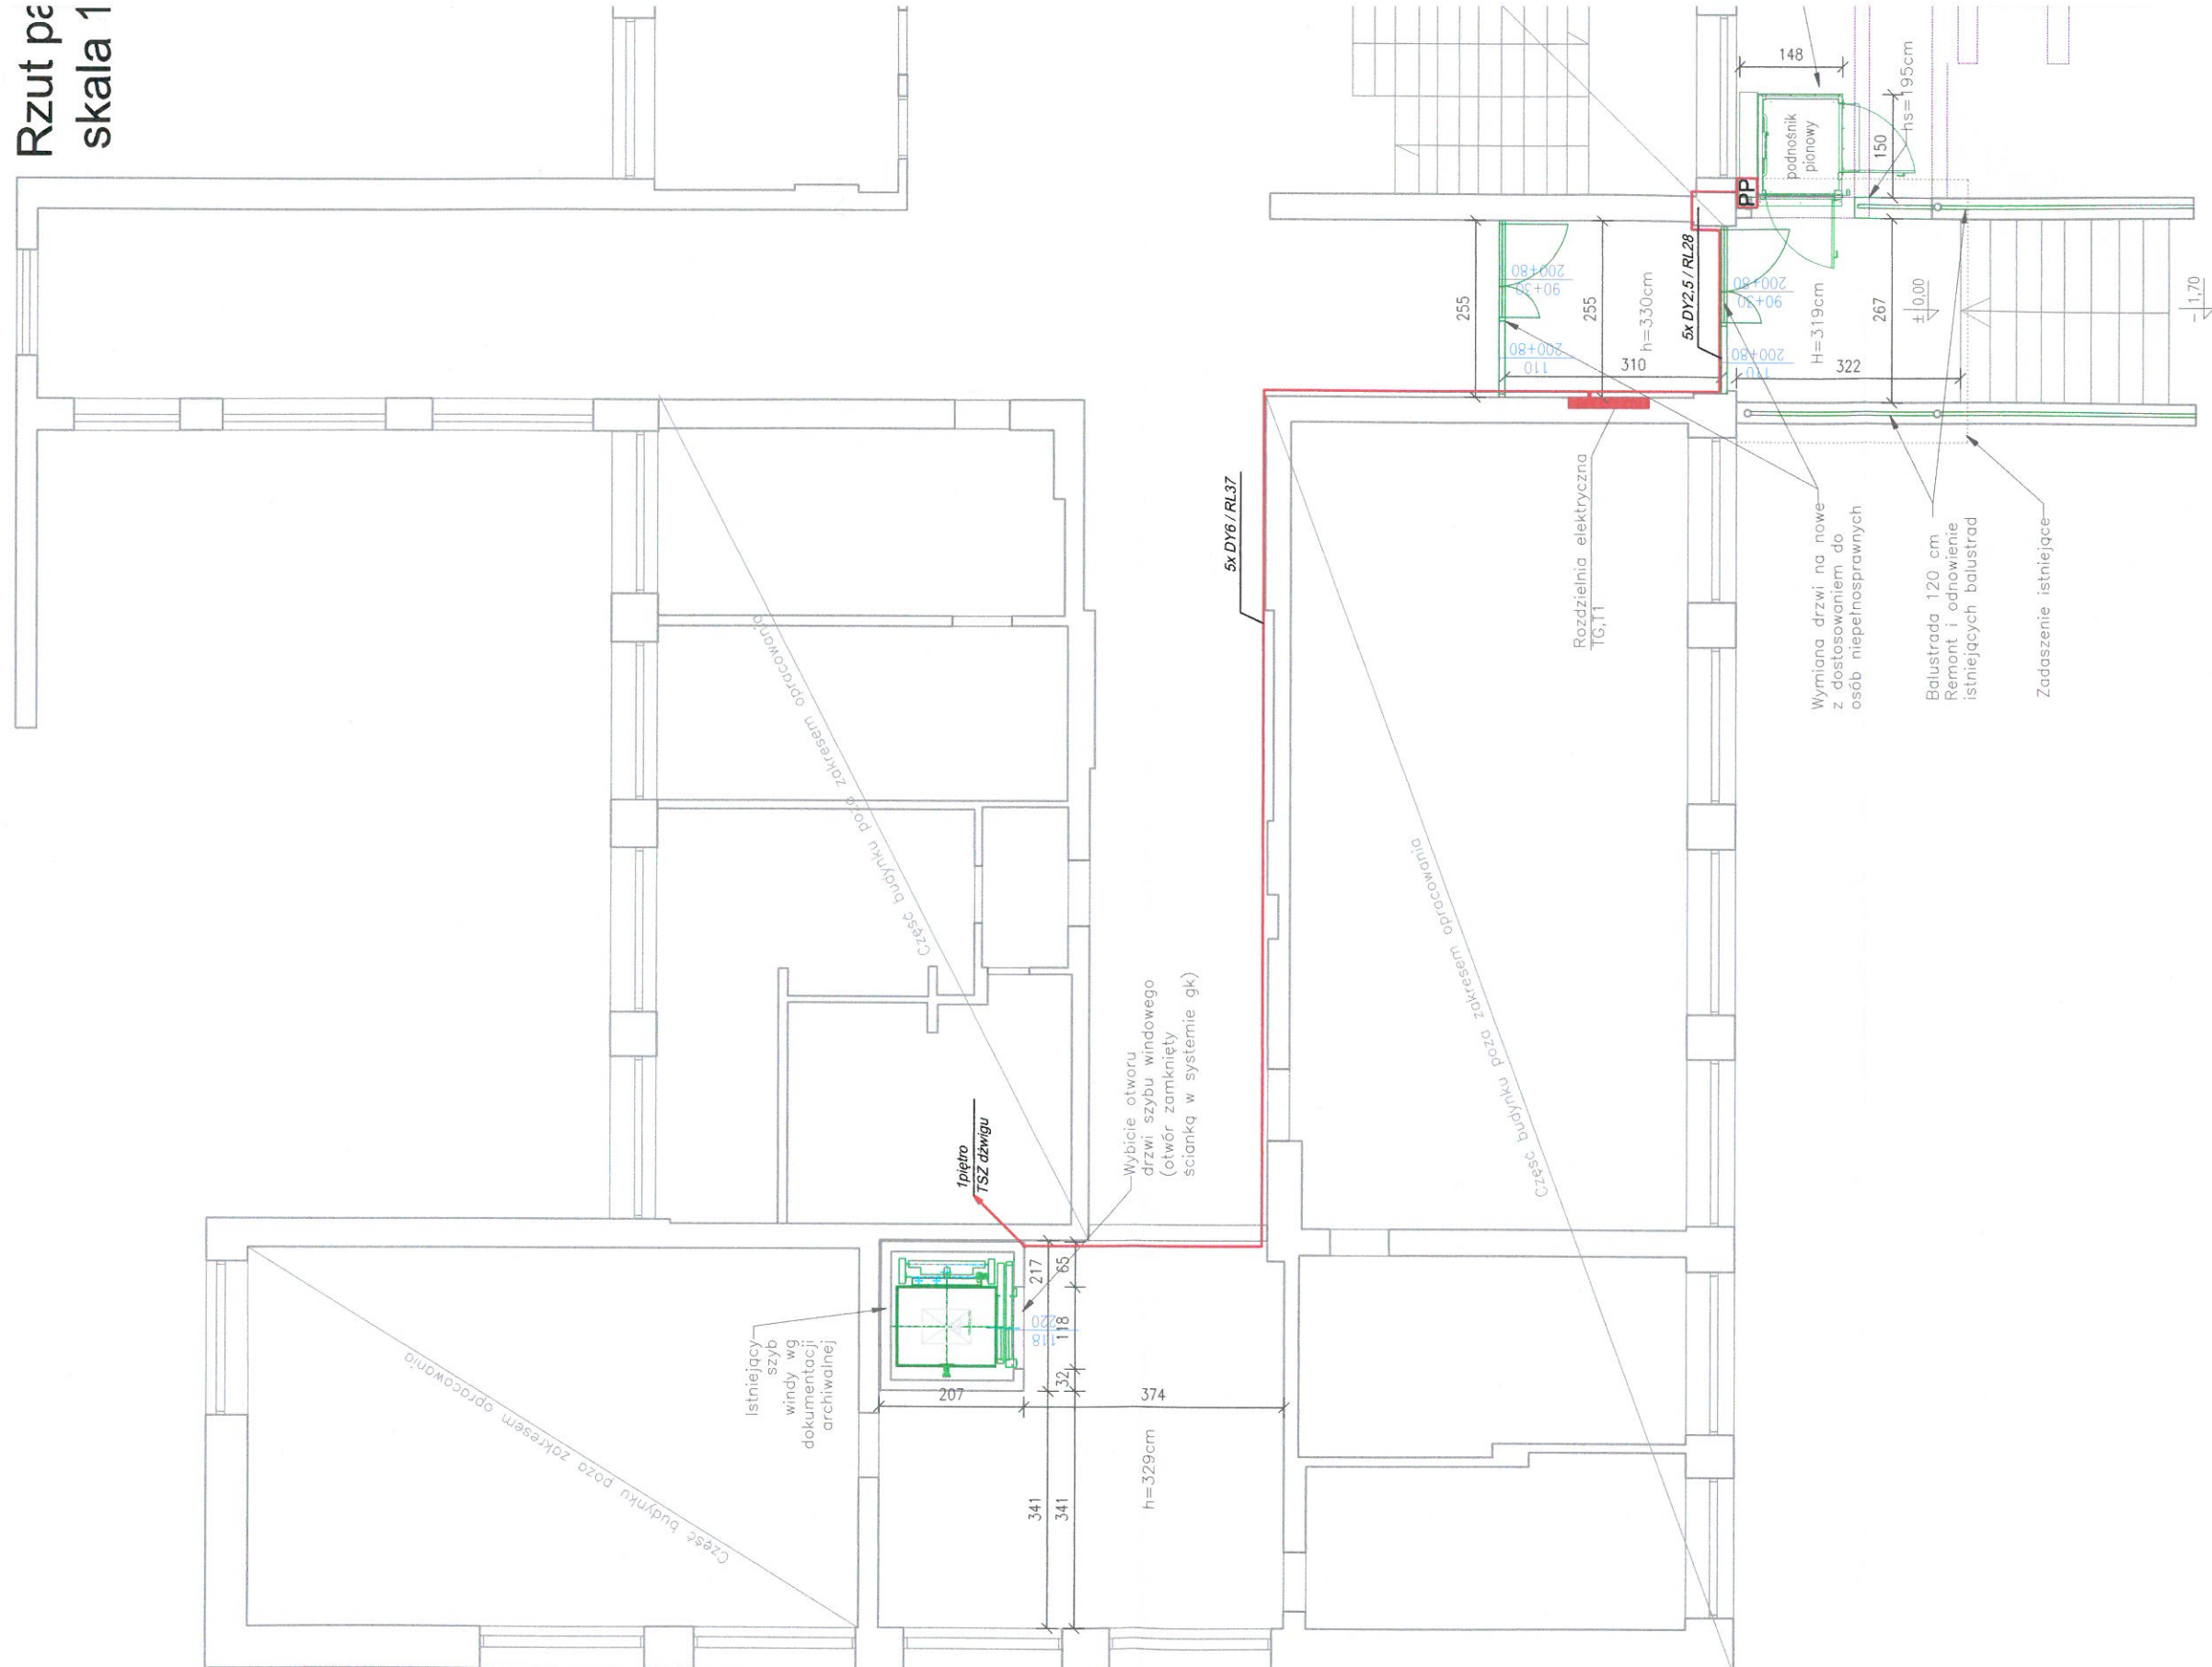 Rzut pa
skala 1
148
podnośnik
pionowy
150
hs=195cm
PP
255
200+80
90+30
200+80
110
255
h=330cm
310
5x DY2,5 / RL28
200+80
90+30
200+80
110
H=319cm
322
267
±0,00
-1,70
5x DY6 / RL37
Rozdzielnia elektryczna
TG,T1
Wymiana drzwi na nowe
z dostosowaniem do
osób niepełnosprawnych
Balustrada 120 cm
Remont i odnowienie
istniejących balustrad
Zadaszenie istniejące
Część budynku poza zakresem opracowania
Część budynku poza zakresem opracowania
Część budynku poza zakresem opracowania
1piętro
TSZ dźwigu
Wybicie otworu
drzwi szybu windowego
(otwór zamknięty
ścianką w systemie gk)
Istniejący
szyb
windy wg
dokumentacji
archiwalnej
217
65
220
118
118
32
207
374
341
341
h=329cm